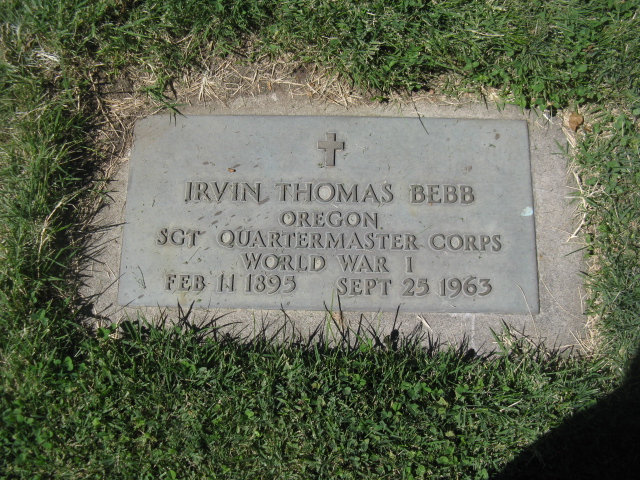 IRVIN THOMAS BEBB
OREGON
SGT QUARTERMASTER CORPS
WORLD WAR I
FEB 11 1895 SEPT 25 1963